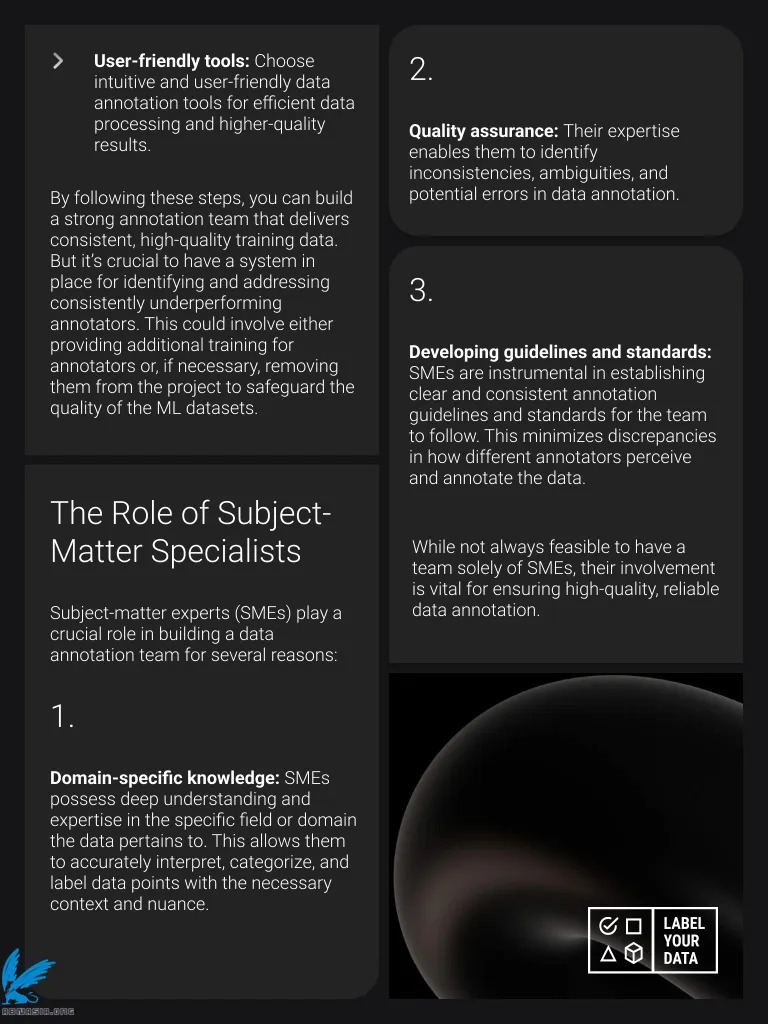 User-friendly tools: Choose
intuitive and user-friendly data
annotation tools for efficient data
processing and higher-quality
results.
By following these steps, you can build
a strong annotation team that delivers
consistent, high-quality training data.
But it’s crucial to have a system in
place for identifying and addressing
consistently underperforming
annotators. This could involve either
providing additional training for
annotators or, if necessary, removing
them from the project to safeguard the
quality of the ML datasets.
The Role of Subject-
Matter Specialists
Subject-matter experts (SMEs) play a
crucial role in building a data
annotation team for several reasons:
1.
Domain-specific knowledge: SMEs
possess deep understanding and
expertise in the specific field or domain
the data pertains to. This allows them
to accurately interpret, categorize, and
label data points with the necessary
context and nuance.
2.
Quality assurance: Their expertise
enables them to identify
inconsistencies, ambiguities, and
potential errors in data annotation.
3.
Developing guidelines and standards:
SMEs are instrumental in establishing
clear and consistent annotation
guidelines and standards for the team
to follow. This minimizes discrepancies
in how different annotators perceive
and annotate the data.
While not always feasible to have a
team solely of SMEs, their involvement
is vital for ensuring high-quality, reliable
data annotation.
LABEL
YOUR
DATA
ABMASIA.ORG